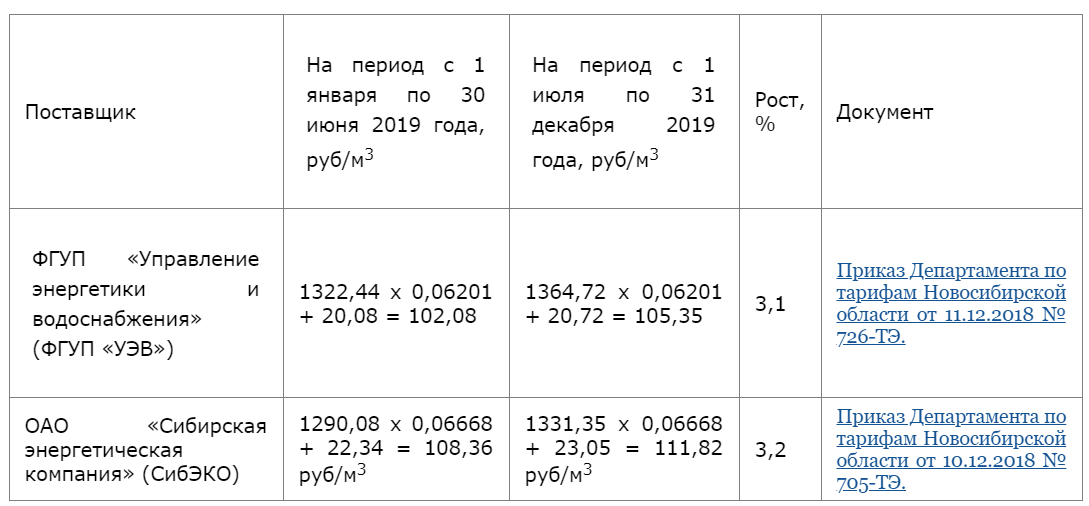 Поставщик
На период с 1
января по 30
июня 2019 года,
руб/м3
На период с 1
июля по 31
декабря 2019
года, руб/м3
Рост,
%
Документ
ФГУП «Управление
энергетики и
водоснабжения»
(ФГУП «УЭВ»)
1322,44 х 0,06201
+ 20,08 = 102,08
1364,72 х 0,06201
+ 20,72 = 105,35
3,1
Приказ Департамента по
тарифам Новосибирской
области от 11.12.2018 №
726-ТЭ.
ОАО «Сибирская
энергетическая
компания» (СибЭКО)
1290,08 х 0,06668
+ 22,34 = 108,36
руб/м3
1331,35 х 0,06668
+ 23,05 = 111,82
руб/м3
3,2
Приказ Департамента по
тарифам Новосибирской
области от 10.12.2018 №
705-ТЭ.